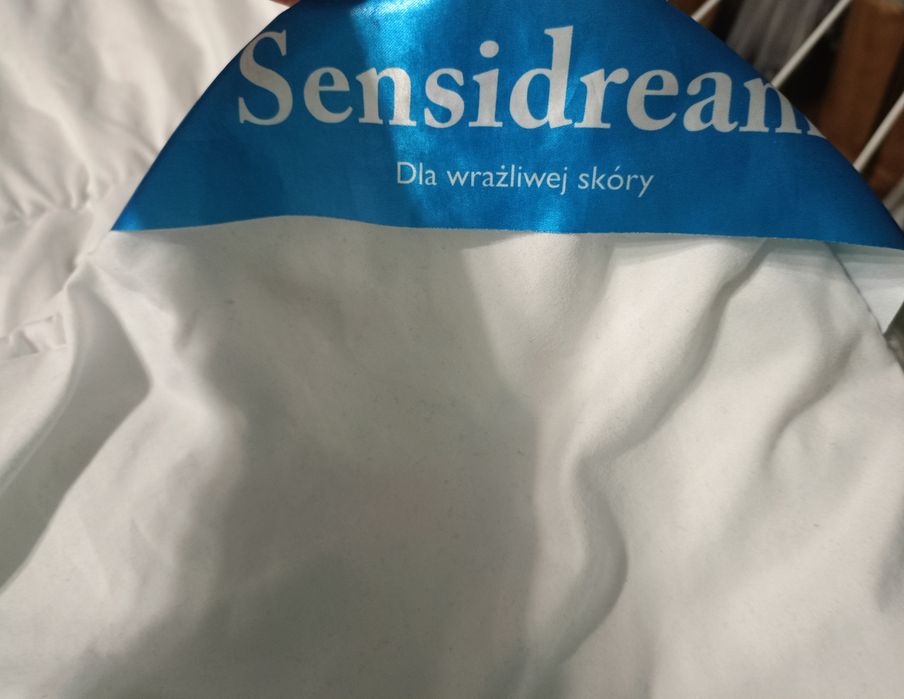 Sensidream
Dla wrażliwej skóry